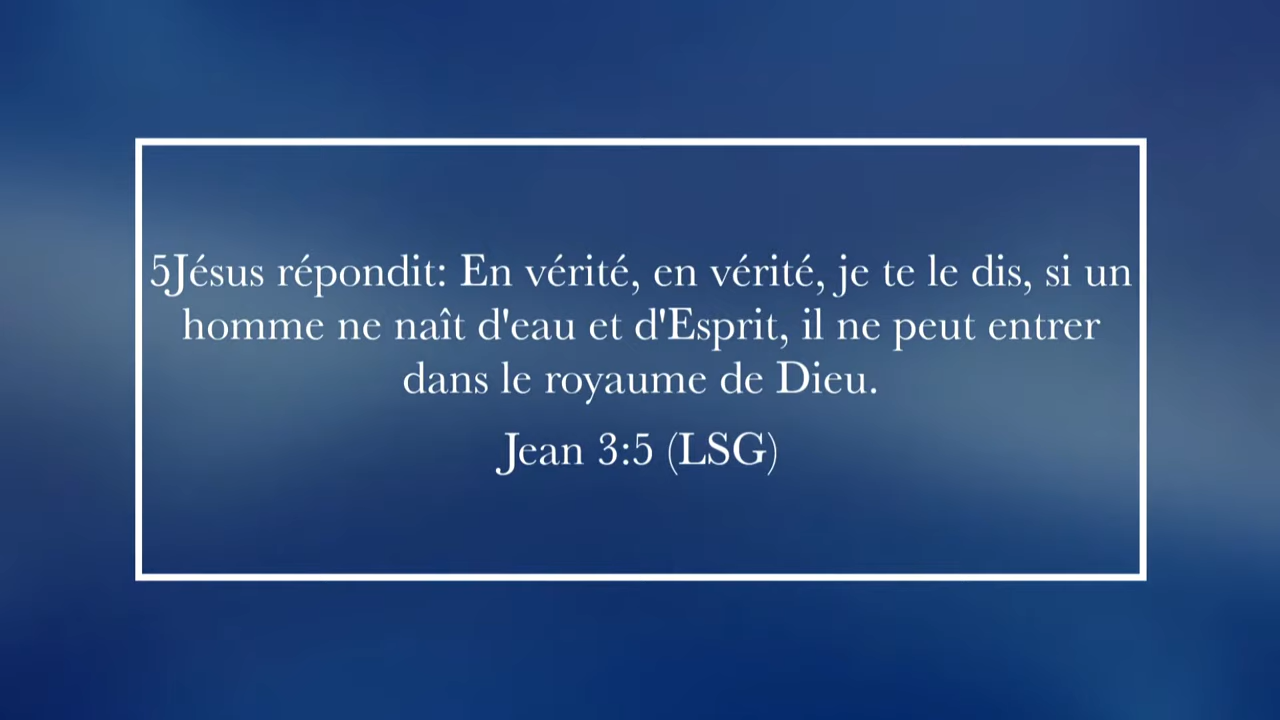 5Jésus répondit: En vérité, en vérité, je te le dis, si un
homme ne naît d'eau et d'Esprit, il ne peut entrer
dans le royaume de Dieu.
Jean 3:5 (LSG)